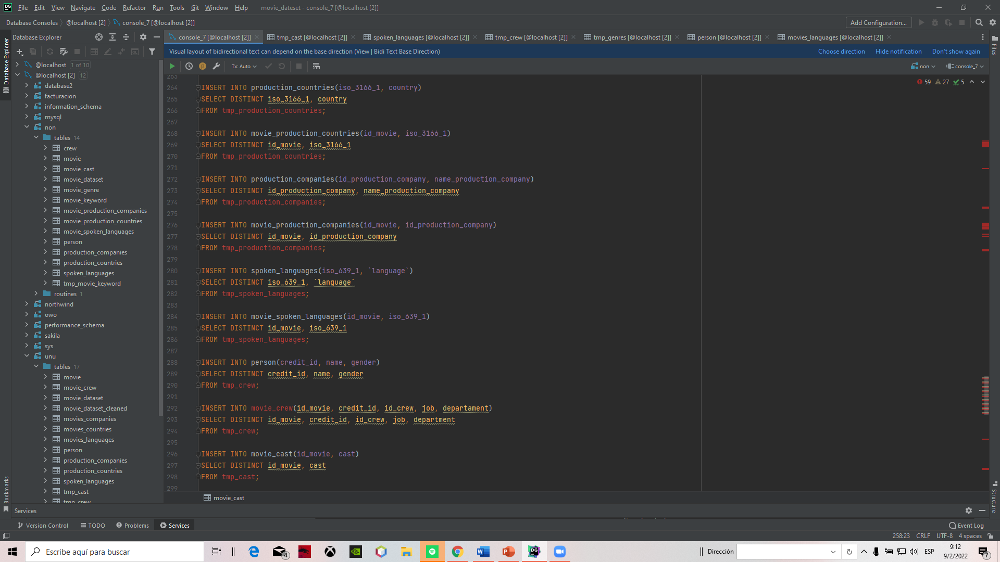 File Edit View Navigate Code Refactor Run Tools Git Window Help movie_dateset - console_7 [@localhost [2]]
Database Consoles @localhost [2] console_7 [@localhost [2]] Add Configuration...
Database Explorer
console_7 [@localhost [2]] tmp_cast [@localhost [2]] spoken_languages [@localhost [2]] tmp_crew [@localhost [2]] tmp_genres [@localhost [2]] person [@localhost [2]] movies_languages [@localhost [2]]
Visual layout of bidirectional text can depend on the base direction (View | Bidi Text Base Direction) Choose direction Hide notification Don't show again
Tx: Auto non console_7
59 27 5
Database Explorer
Bookmarks
Files
Structure
@localhost 1 of 10
@localhost [2] 12
database2
facturacion
information_schema
mysql
non
tables 14
crew
movie
movie_cast
movie_dataset
movie_genre
movie_keyword
movie_production_companies
movie_production_countries
movie_spoken_languages
person
production_companies
production_countries
spoken_languages
tmp_movie_keyword
routines 1
northwind
owo
performance_schema
sakila
sys
unu
tables 17
movie
movie_crew
movie_dataset
movie_dataset_cleaned
movies_companies
movies_countries
movies_languages
person
production_companies
production_countries
spoken_languages
tmp_cast
tmp_crew
263
264 INSERT INTO production_countries(iso_3166_1, country)
265 SELECT DISTINCT iso_3166_1, country
266 FROM tmp_production_countries;
267
268 INSERT INTO movie_production_countries(id_movie, iso_3166_1)
269 SELECT DISTINCT id_movie, iso_3166_1
270 FROM tmp_production_countries;
271
272 INSERT INTO production_companies(id_production_company, name_production_company)
273 SELECT DISTINCT id_production_company, name_production_company
274 FROM tmp_production_companies;
275
276 INSERT INTO movie_production_companies(id_movie, id_production_company)
277 SELECT DISTINCT id_movie, id_production_company
278 FROM tmp_production_companies;
279
280 INSERT INTO spoken_languages(iso_639_1, `language`)
281 SELECT DISTINCT iso_639_1, `language`
282 FROM tmp_spoken_languages;
283
284 INSERT INTO movie_spoken_languages(id_movie, iso_639_1)
285 SELECT DISTINCT id_movie, iso_639_1
286 FROM tmp_spoken_languages;
287
288 INSERT INTO person(credit_id, name, gender)
289 SELECT DISTINCT credit_id, name, gender
290 FROM tmp_crew;
291
292 INSERT INTO movie_crew(id_movie, credit_id, id_crew, job, departament)
293 SELECT DISTINCT id_movie, credit_id, id_crew, job, department
294 FROM tmp_crew;
295
296 INSERT INTO movie_cast(id_movie, cast)
297 SELECT DISTINCT id_movie, cast
298 FROM tmp_cast;
299
movie_cast
Services
Version Control TODO Problems Services Event Log
258:23 CRLF UTF-8 4 spaces
Escribe aquí para buscar 4 Dirección ESP 9:12
9/2/2022 7